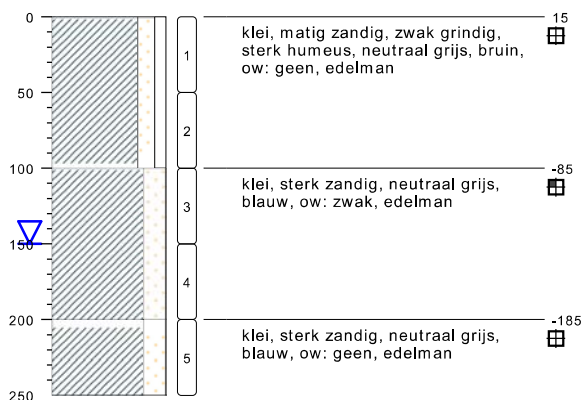 0
15
klei, matig zandig, zwak grindig,
sterk humeus, neutraal grijs, bruin,
ow: geen, edelman
1
50
2
100
-85
klei, sterk zandig, neutraal grijs,
blauw, ow: zwak, edelman
3
150
4
200
-185
klei, sterk zandig, neutraal grijs,
blauw, ow: geen, edelman
5
250